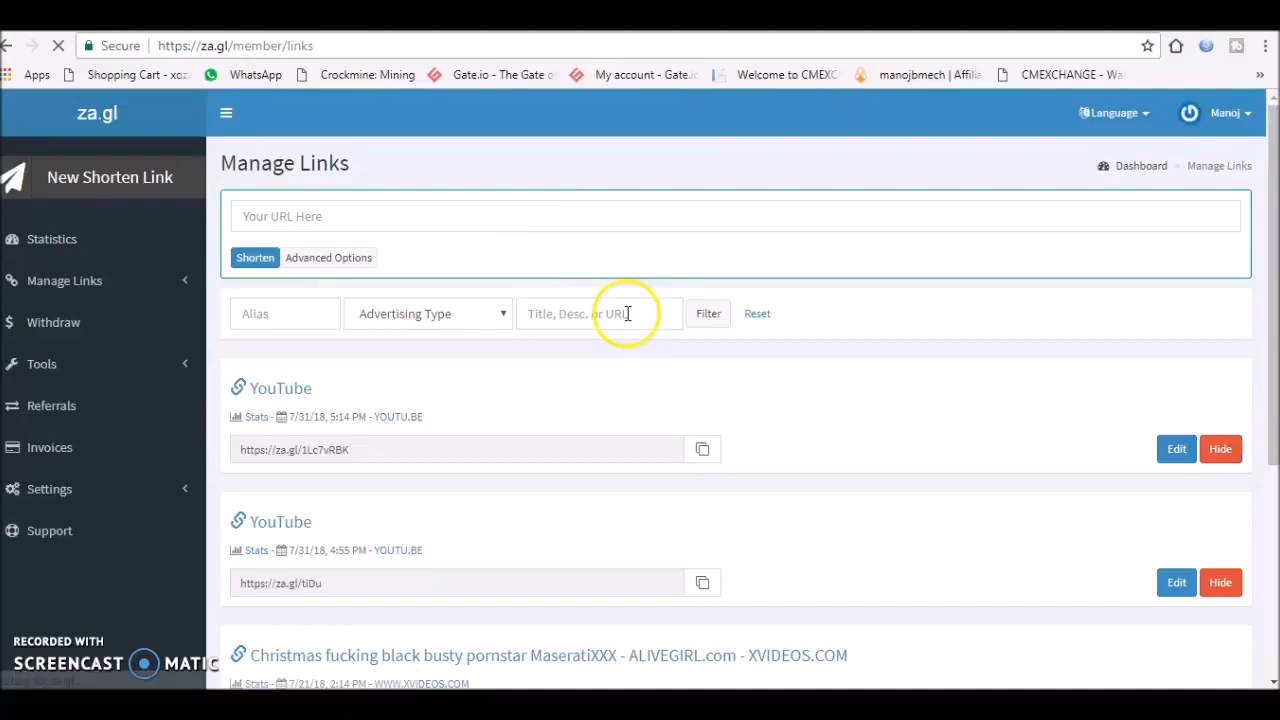 Secure https://za.gl/member/links
Apps Shopping Cart - xoz WhatsApp Crockmine: Mining Gate.io - The Gate of My account - Gate.io Welcome to CMEXC manojbmech | Affilia CMEXCHANGE - Wa »
za.gl Language Manoj
New Shorten Link
Manage Links
Dashboard Manage Links
Your URL Here
Shorten Advanced Options
Statistics
Manage Links
Withdraw
Tools
Referrals
Invoices
Settings
Support
Alias Advertising Type Title, Desc. or URL Filter Reset
YouTube
Stats - 7/31/18, 5:14 PM - YOUTU.BE
https://za.gl/1Lc7vRBK Edit Hide
YouTube
Stats - 7/31/18, 4:55 PM - YOUTU.BE
https://za.gl/tiDu Edit Hide
Christmas fucking black busty pornstar MaseratiXXX - ALIVEGIRL.com - XVIDEOS.COM
Stats - 7/21/18, 2:14 PM - WWW.XVIDEOS.COM
RECORDED WITH
SCREENCAST MATIC